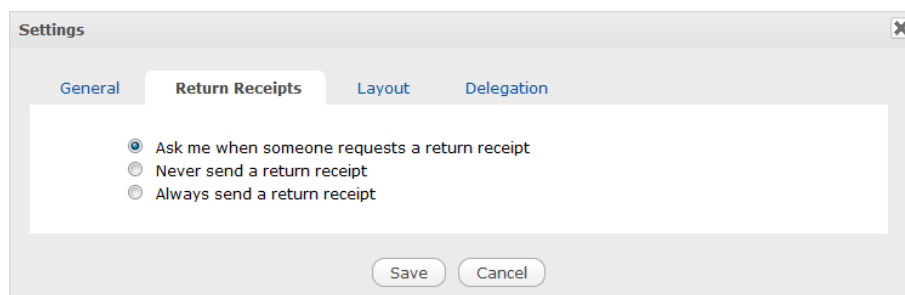 Settings
General Return Receipts Layout Delegation
Ask me when someone requests a return receipt
Never send a return receipt
Always send a return receipt
Save Cancel